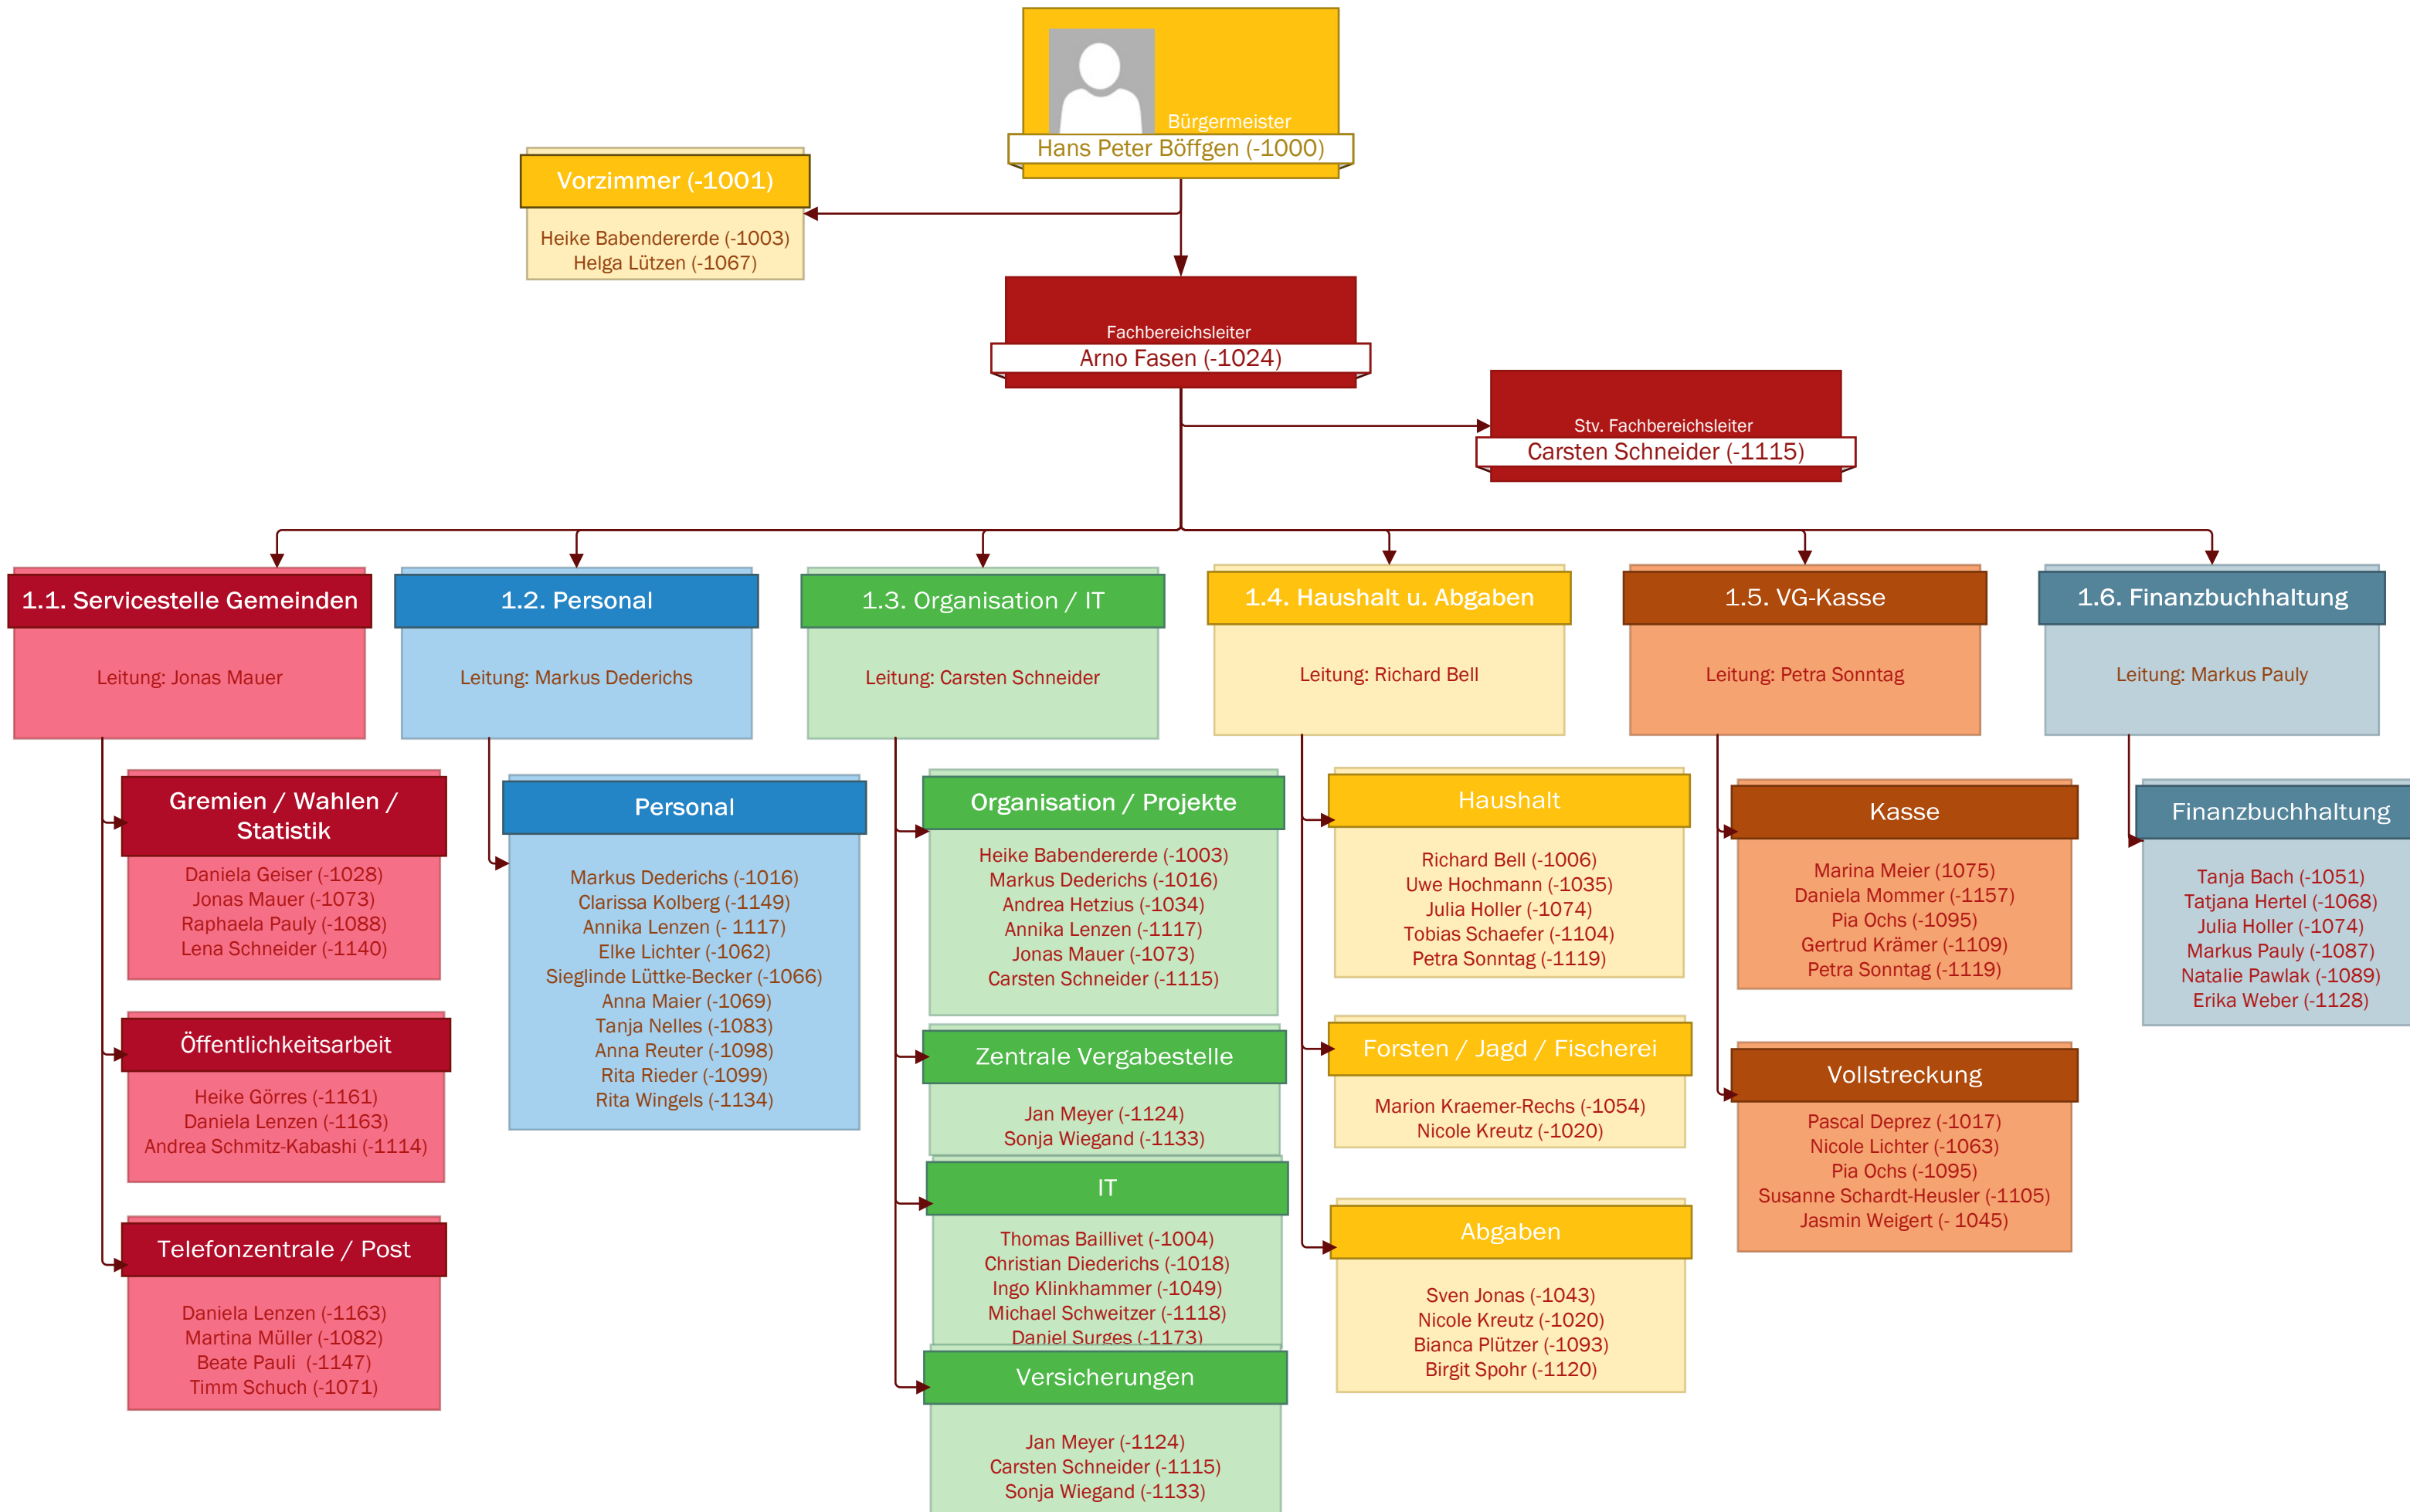 Bürgermeister
Hans Peter Böffgen (-1000)
Vorzimmer (-1001)
Heike Babendererde (-1003)
Helga Lützen (-1067)
Fachbereichsleiter
Arno Fasen (-1024)
Stv. Fachbereichsleiter
Carsten Schneider (-1115)
1.1. Servicestelle Gemeinden
Leitung: Jonas Mauer
Gremien / Wahlen /
Statistik
Daniela Geiser (-1028)
Jonas Mauer (-1073)
Raphaela Pauly (-1088)
Lena Schneider (-1140)
Öffentlichkeitsarbeit
Heike Görres (-1161)
Daniela Lenzen (-1163)
Andrea Schmitz-Kabashi (-1114)
Telefonzentrale / Post
Daniela Lenzen (-1163)
Martina Müller (-1082)
Beate Pauli  (-1147)
Timm Schuch (-1071)
1.2. Personal
Leitung: Markus Dederichs
Personal
Markus Dederichs (-1016)
Clarissa Kolberg (-1149)
Annika Lenzen (- 1117)
Elke Lichter (-1062)
Sieglinde Lüttke-Becker (-1066)
Anna Maier (-1069)
Tanja Nelles (-1083)
Anna Reuter (-1098)
Rita Rieder (-1099)
Rita Wingels (-1134)
1.3. Organisation / IT
Leitung: Carsten Schneider
Organisation / Projekte
Heike Babendererde (-1003)
Markus Dederichs (-1016)
Andrea Hetzius (-1034)
Annika Lenzen (-1117)
Jonas Mauer (-1073)
Carsten Schneider (-1115)
Zentrale Vergabestelle
Jan Meyer (-1124)
Sonja Wiegand (-1133)
IT
Thomas Baillivet (-1004)
Christian Diederichs (-1018)
Ingo Klinkhammer (-1049)
Michael Schweitzer (-1118)
Daniel Surges (-1173)
Versicherungen
Jan Meyer (-1124)
Carsten Schneider (-1115)
Sonja Wiegand (-1133)
1.4. Haushalt u. Abgaben
Leitung: Richard Bell
Haushalt
Richard Bell (-1006)
Uwe Hochmann (-1035)
Julia Holler (-1074)
Tobias Schaefer (-1104)
Petra Sonntag (-1119)
Forsten / Jagd / Fischerei
Marion Kraemer-Rechs (-1054)
Nicole Kreutz (-1020)
Abgaben
Sven Jonas (-1043)
Nicole Kreutz (-1020)
Bianca Plützer (-1093)
Birgit Spohr (-1120)
1.5. VG-Kasse
Leitung: Petra Sonntag
Kasse
Marina Meier (1075)
Daniela Mommer (-1157)
Pia Ochs (-1095)
Gertrud Krämer (-1109)
Petra Sonntag (-1119)
Vollstreckung
Pascal Deprez (-1017)
Nicole Lichter (-1063)
Pia Ochs (-1095)
Susanne Schardt-Heusler (-1105)
Jasmin Weigert (- 1045)
1.6. Finanzbuchhaltung
Leitung: Markus Pauly
Finanzbuchhaltung
Tanja Bach (-1051)
Tatjana Hertel (-1068)
Julia Holler (-1074)
Markus Pauly (-1087)
Natalie Pawlak (-1089)
Erika Weber (-1128)